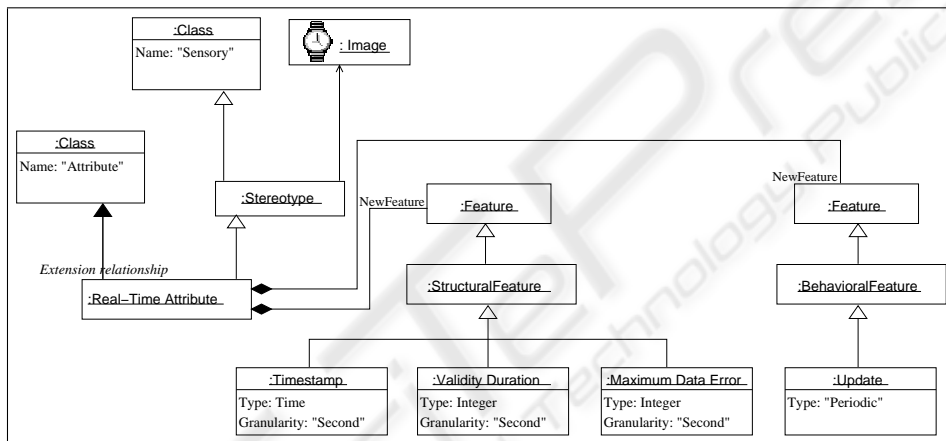 :Class
Name: "Sensory"
: Image
:Class
Name: "Attribute"
:Stereotype
NewFeature
:Feature
NewFeature
:Feature
Extension relationship
:Real-Time Attribute
:StructuralFeature
:BehavioralFeature
:Timestamp
Type: Time
Granularity: "Second"
:Validity Duration
Type: Integer
Granularity: "Second"
:Maximum Data Error
Type: Integer
Granularity: "Second"
:Update
Type: "Periodic"